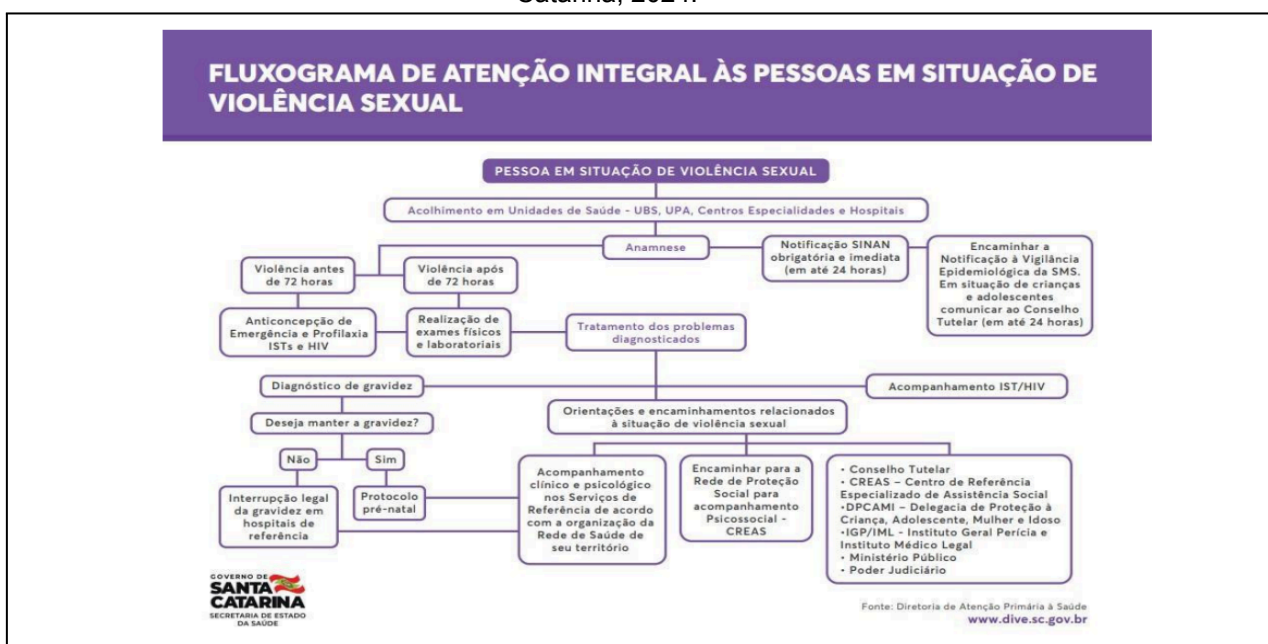 Catarina, 2024.
FLUXOGRAMA DE ATENÇÃO INTEGRAL ÀS PESSOAS EM SITUAÇÃO DE
VIOLÊNCIA SEXUAL
PESSOA EM SITUAÇÃO DE VIOLÊNCIA SEXUAL
Acolhimento em Unidades de Saúde - UBS, UPA, Centros Especialidades e Hospitais
Anamnese
Notificação SINAN
obrigatória e imediata
(em até 24 horas)
Encaminhar a
Notificação à Vigilância
Epidemiológica da SMS.
Em situação de crianças
e adolescentes
comunicar ao Conselho
Tutelar (em até 24 horas)
Violência antes
de 72 horas
Violência após
de 72 horas
Anticoncepção de
Emergência e Profilaxia
ISTs e HIV
Realização de
exames físicos
e laboratoriais
Tratamento dos problemas
diagnosticados
Diagnóstico de gravidez
Acompanhamento IST/HIV
Deseja manter a gravidez?
Orientações e encaminhamentos relacionados
à situação de violência sexual
Não
Sim
Interrupção legal
da gravidez em
hospitais de
referência
Protocolo
pré-natal
Acompanhamento
clínico e psicológico
nos Serviços de
Referência de acordo
com a organização da
Rede de Saúde de
seu território
Encaminhar para a
Rede de Proteção
Social para
acompanhamento
Psicossocial -
CREAS
• Conselho Tutelar
• CREAS – Centro de Referência
Especializado de Assistência Social
•DPCAMI – Delegacia de Proteção à
Criança, Adolescente, Mulher e Idoso
•IGP/IML - Instituto Geral Perícia e
Instituto Médico Legal
• Ministério Público
• Poder Judiciário
GOVERNO DE
SANTA
CATARINA
SECRETARIA DE ESTADO
DA SAÚDE
Fonte: Diretoria de Atenção Primária à Saúde
www.dive.sc.gov.br